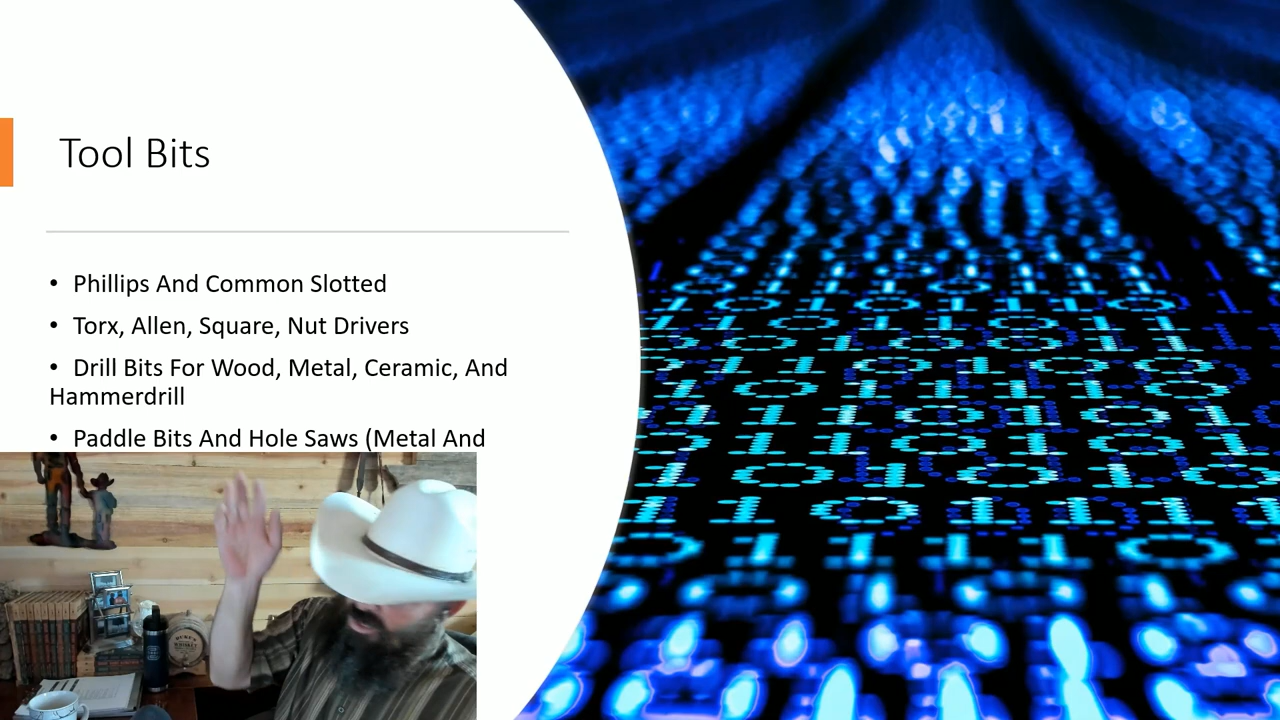 Tool Bits
• Phillips And Common Slotted
• Torx, Allen, Square, Nut Drivers
• Drill Bits For Wood, Metal, Ceramic, And
Hammerdrill
• Paddle Bits And Hole Saws (Metal And